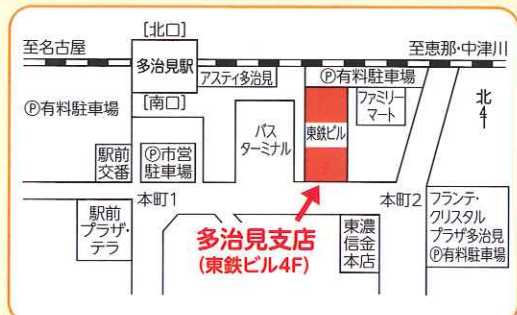 [北口]
至名古屋
多治見駅
至恵那・中津川
アスティ多治見
Ⓟ有料駐車場
Ⓟ有料駐車場
[南口]
ファミリー
マート
北
4
バス
ターミナル
東鉄ビル
駅前
交番
Ⓟ市営
駐車場
本町1
本町2
駅前
プラザ・
テラ
多治見支店
(東鉄ビル4F)
東濃
信金
本店
フランテ・
クリスタル
プラザ多治見
Ⓟ有料駐車場